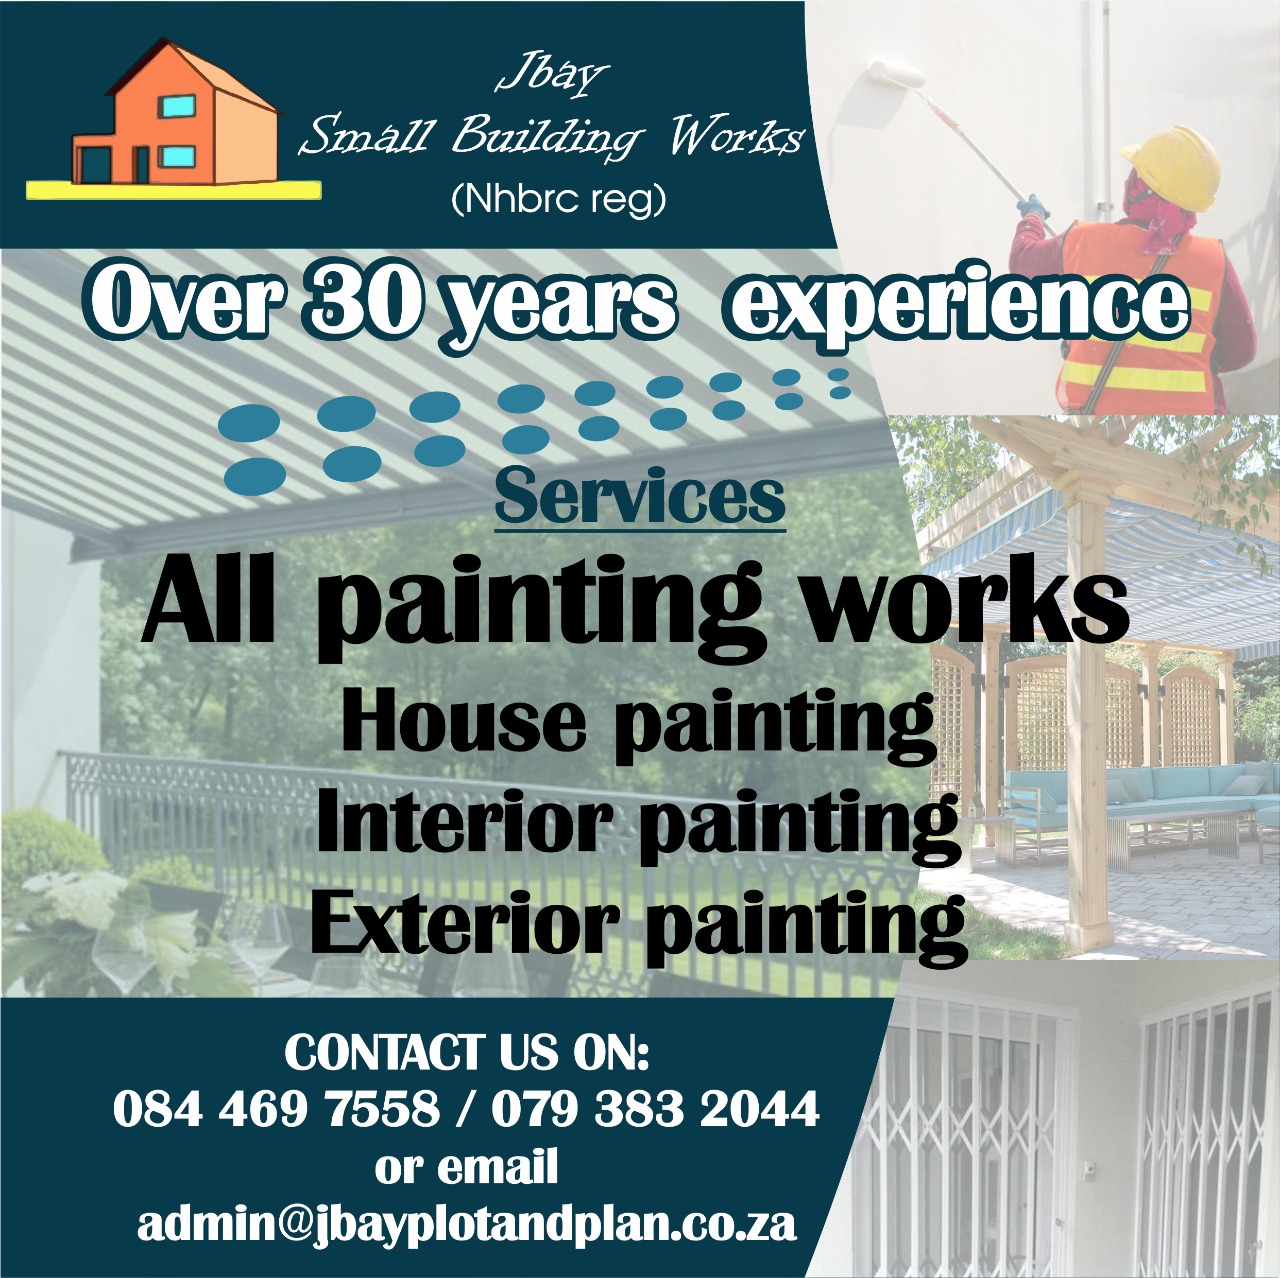 Jbay
Small Building Works
(Nhbrc reg)
Over 30 years experience
Services
All painting works
House painting
Interior painting
Exterior painting
CONTACT US ON:
084 469 7558 / 079 383 2044
or email
admin@jbayplotandplan.co.za